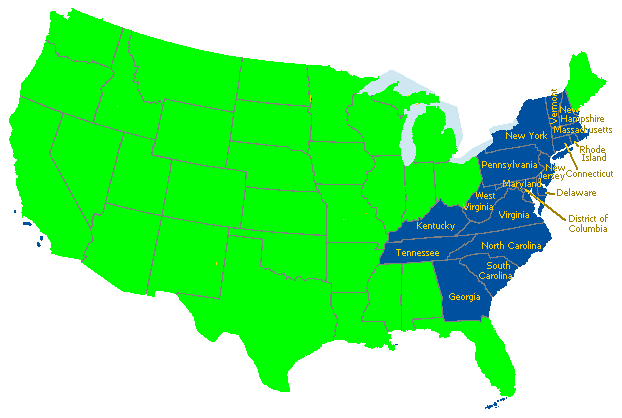 Vermont
New
Hampshire
Massachusetts
New York
Rhode
Island
Pennsylvania
New
Jersey
Connecticut
Maryland
Delaware
West
Virginia
Virginia
District of
Columbia
Kentucky
North Carolina
Tennessee
South
Carolina
Georgia